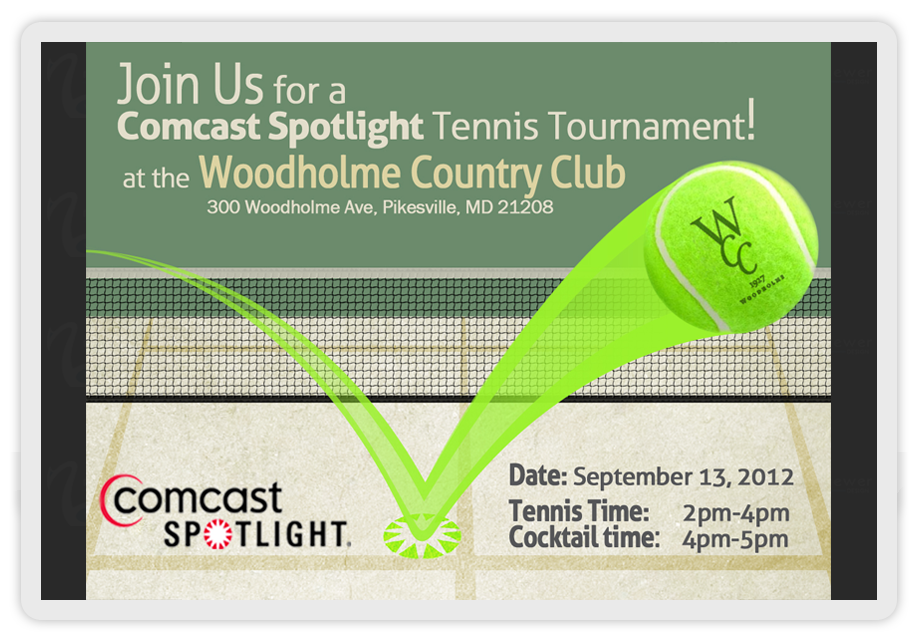 Join Us for a
Comcast Spotlight Tennis Tournament!
at the Woodholme Country Club
300 Woodholme Ave, Pikesville, MD 21208
WCC
1927
WOODHOLME
Date: September 13, 2012
Tennis Time: 2pm-4pm
Cocktail time: 4pm-5pm
comcast
SPOTLIGHT®